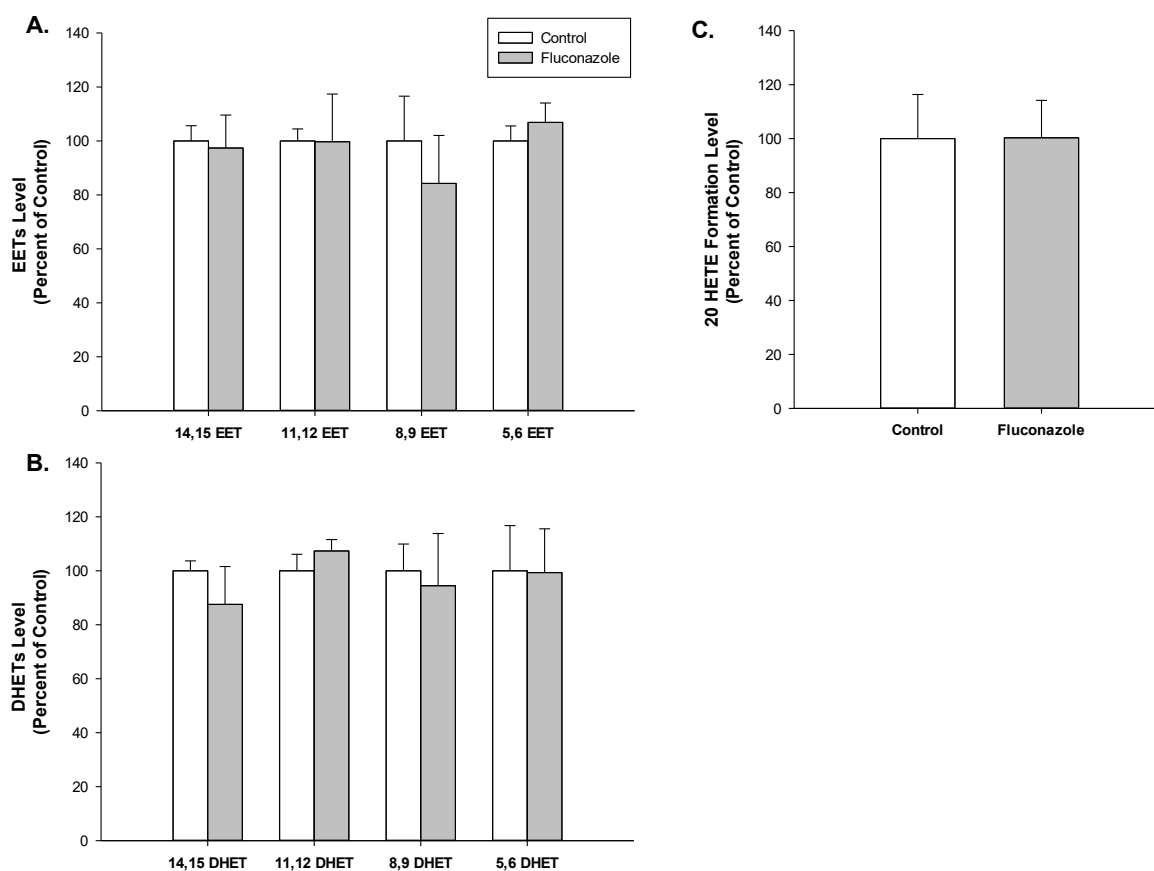 A.
EETs Level
(Percent of Control)
140
120
100
80
60
40
20
0
Control
Fluconazole
14,15 EET 11,12 EET 8,9 EET 5,6 EET
B.
DHETs Level
(Percent of Control)
140
120
100
80
60
40
20
0
14,15 DHET 11,12 DHET 8,9 DHET 5,6 DHET
C.
20 HETE Formation Level
(Percent of Control)
140
120
100
80
60
40
20
0
Control Fluconazole